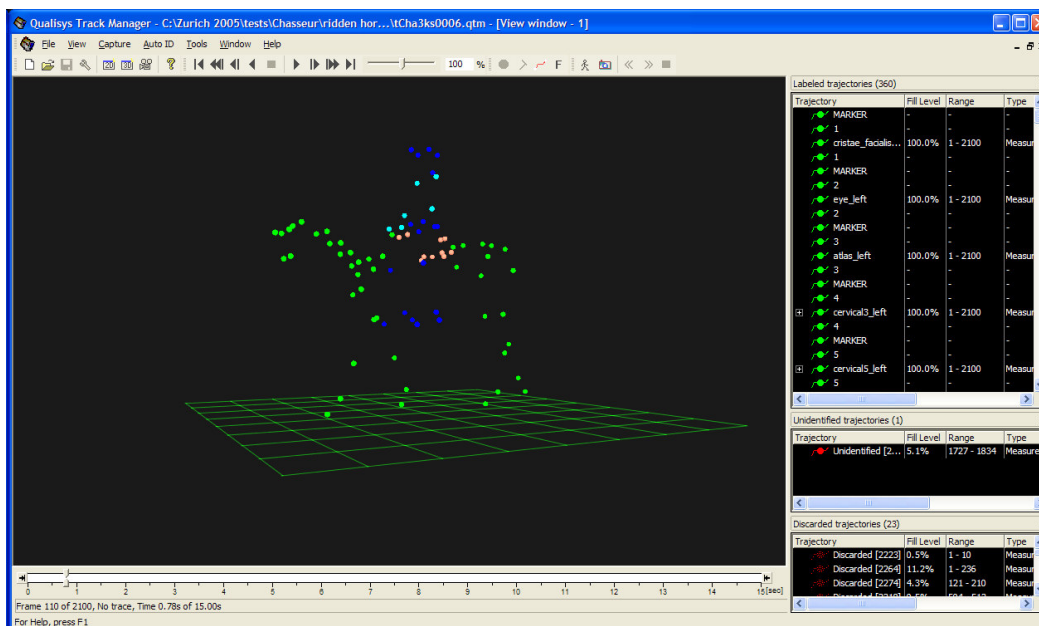 Qualisys Track Manager - C:\Zurich 2005\tests\Chasseur\ridden hor...\tCha3ks0006.qtm - [View window - 1]
File View Capture Auto ID Tools Window Help
2D 3D 100 % F
Labeled trajectories (360)
Trajectory Fill Level Range Type
MARKER - - -
1 - - -
cristae_facialis... 100.0% 1 - 2100 Measur
1 - - -
MARKER - - -
2 - - -
eye_left 100.0% 1 - 2100 Measur
2 - - -
MARKER - - -
3 - - -
atlas_left 100.0% 1 - 2100 Measur
3 - - -
MARKER - - -
4 - - -
cervical3_left 100.0% 1 - 2100 Measur
4 - - -
MARKER - - -
5 - - -
cervical5_left 100.0% 1 - 2100 Measur
5 - - -
Unidentified trajectories (1)
Trajectory Fill Level Range Type
Unidentified [2... 5.1% 1727 - 1834 Measure
Discarded trajectories (23)
Trajectory Fill Level Range Type
Discarded [2223] 0.5% 1 - 10 Measur
Discarded [2264] 11.2% 1 - 236 Measur
Discarded [2274] 4.3% 121 - 210 Measur
0 1 2 3 4 5 6 7 8 9 10 11 12 13 14 15 [sec]
Frame 110 of 2100, No trace, Time 0.78s of 15.00s
For Help, press F1